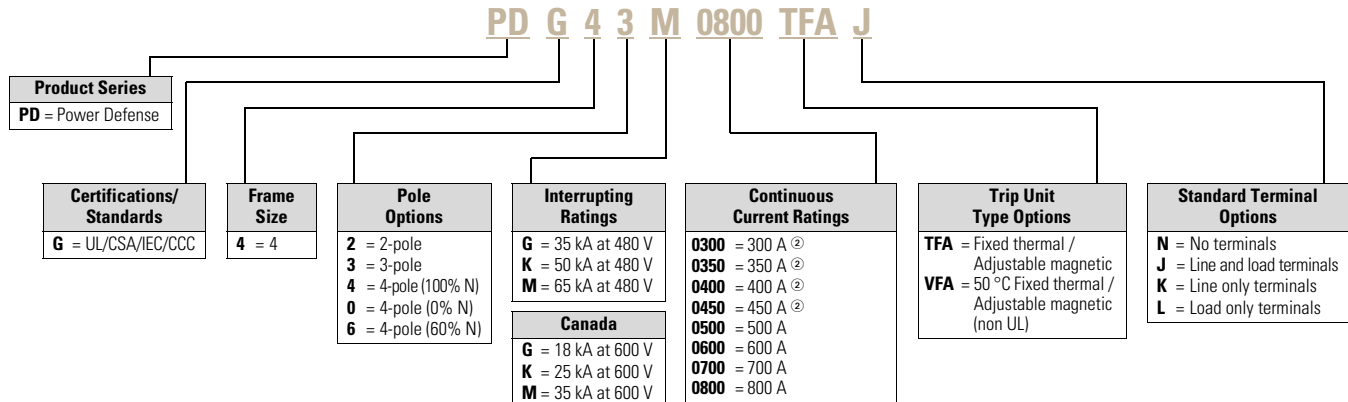 PD G 4 3 M 0800 TFA J
Product Series
PD = Power Defense
Certifications/
Standards
G = UL/CSA/IEC/CCC
Frame
Size
4 = 4
Pole
Options
2 = 2-pole
3 = 3-pole
4 = 4-pole (100% N)
0 = 4-pole (0% N)
6 = 4-pole (60% N)
Interrupting
Ratings
G = 35 kA at 480 V
K = 50 kA at 480 V
M = 65 kA at 480 V
Canada
G = 18 kA at 600 V
K = 25 kA at 600 V
M = 35 kA at 600 V
Continuous
Current Ratings
0300 = 300 A ②
0350 = 350 A ②
0400 = 400 A ②
0450 = 450 A ②
0500 = 500 A
0600 = 600 A
0700 = 700 A
0800 = 800 A
Trip Unit
Type Options
TFA = Fixed thermal /
Adjustable magnetic
VFA = 50 °C Fixed thermal /
Adjustable magnetic
(non UL)
Standard Terminal
Options
N = No terminals
J = Line and load terminals
K = Line only terminals
L = Load only terminals